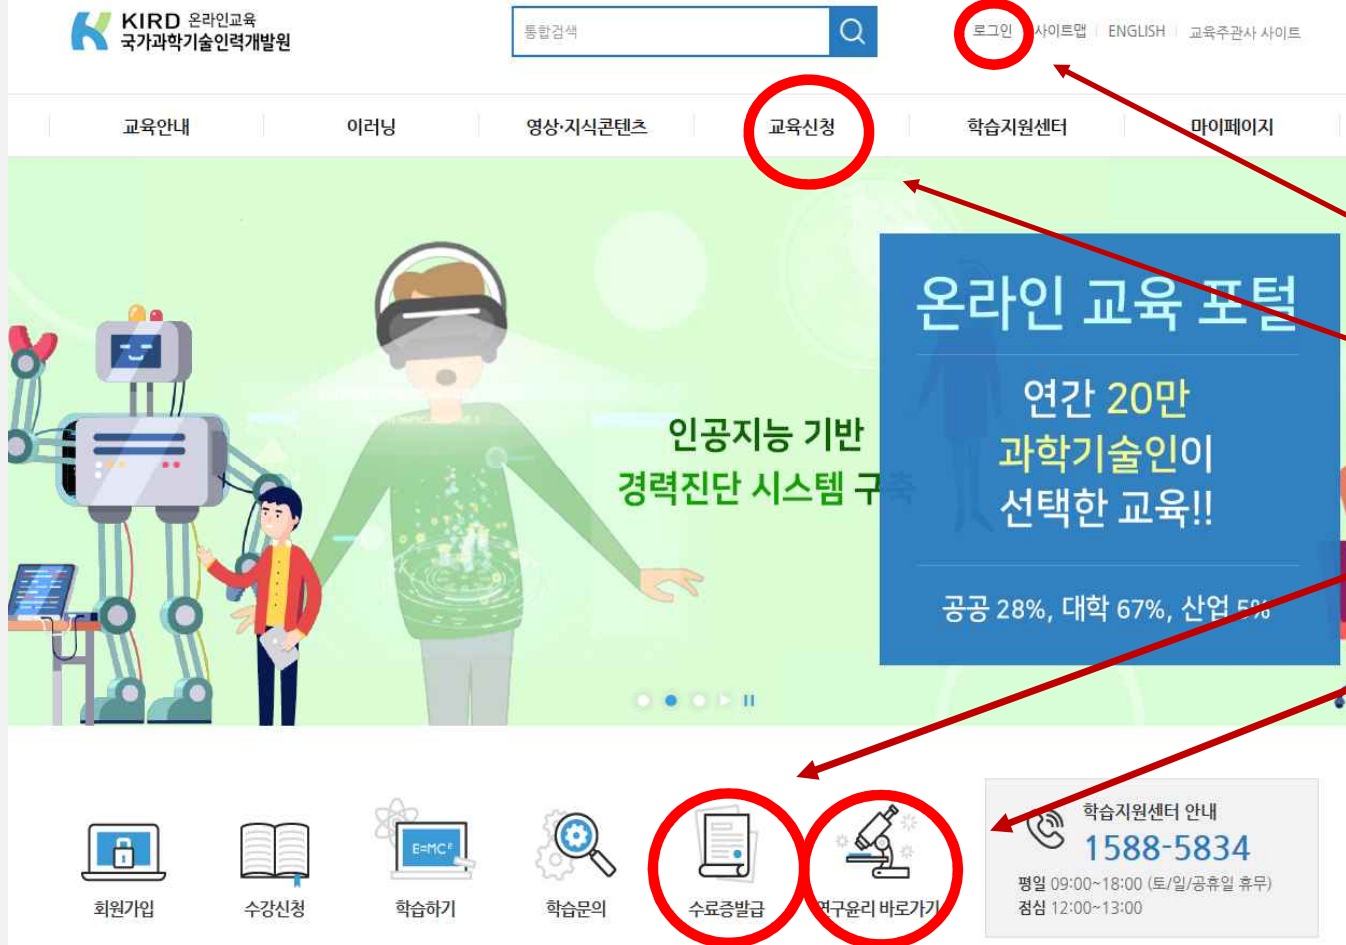 KIRD 온라인교육
국가과학기술인력개발원
통합검색
로그인 사이트맵 ENGLISH 교육주관사 사이트
교육안내 이러닝 영상·지식콘텐츠 교육신청 학습지원센터 마이페이지
온라인 교육 포털
연간 20만
과학기술인이
선택한 교육!!
공공 28%, 대학 67%, 산업 5%
인공지능 기반
경력진단 시스템 구축
E=MC²
회원가입 수강신청 학습하기 학습문의 수료증발급 연구윤리 바로가기
학습지원센터 안내
1588-5834
평일 09:00~18:00 (토/일/공휴일 휴무)
점심 12:00~13:00